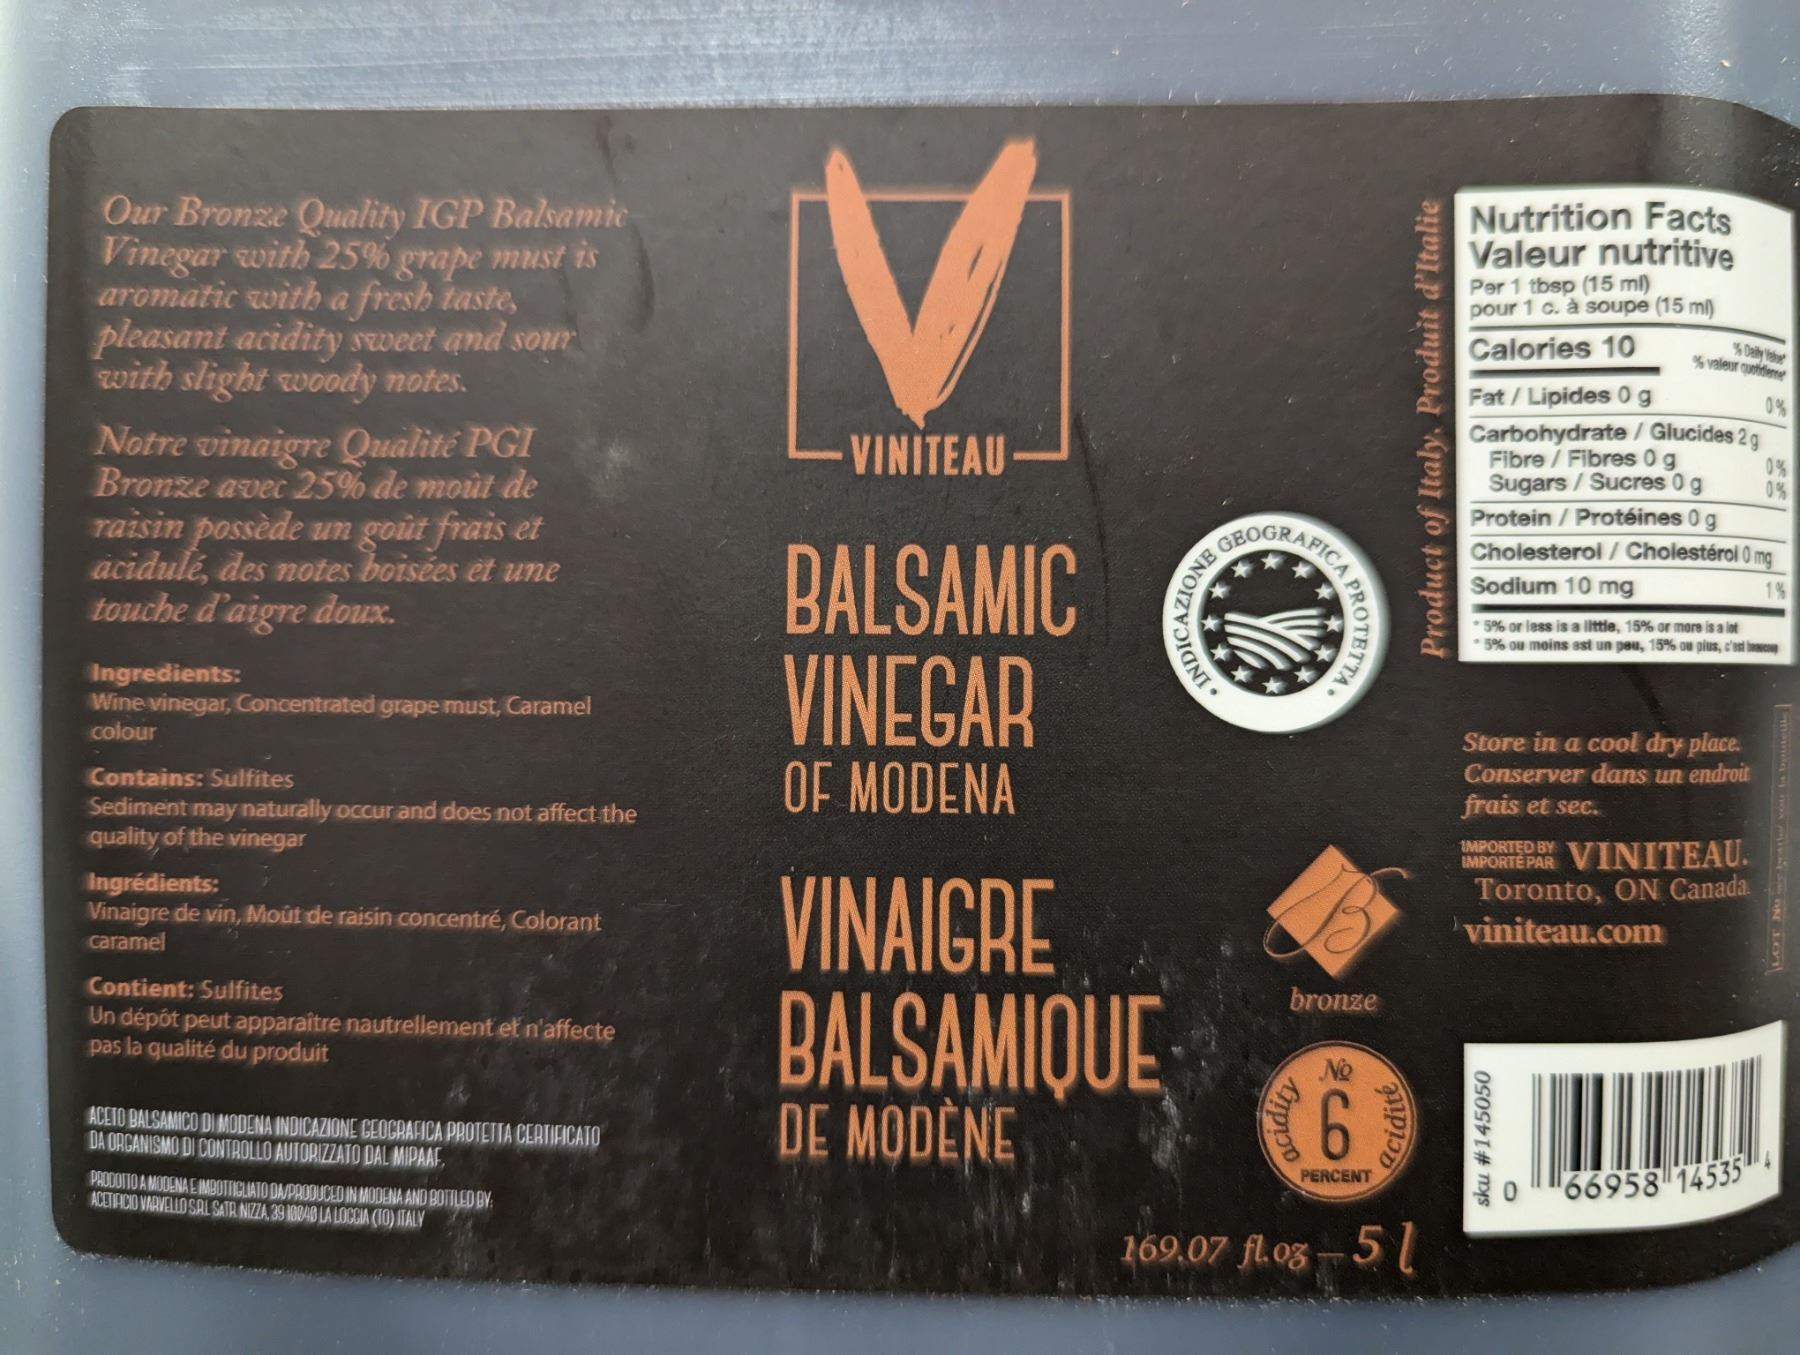 Our Bronze Quality IGP Balsamic
Vinegar with 25% grape must is
aromatic with a fresh taste,
pleasant acidity sweet and sour
with slight woody notes.
Notre vinaigre Qualité PGI
Bronze avec 25% de moût de
raisin possède un goût frais et
acidulé, des notes boisées et une
touche d'aigre doux.
Ingredients:
Wine vinegar, Concentrated grape must, Caramel
colour
Contains: Sulfites
Sediment may naturally occur and does not affect the
quality of the vinegar
Ingrédients:
Vinaigre de vin, Moût de raisin concentré, Colorant
caramel
Contient: Sulfites
Un dépôt peut apparaître nautrellement et n'affecte
pas la qualité du produit
ACETO BALSAMICO DI MODENA INDICAZIONE GEOGRAFICA PROTETTA CERTIFICATO
DA ORGANISMO DI CONTROLLO AUTORIZZATO DAL MIPAAF.
PRODOTTO A MODENA E IMBOTTIGLIATO DA/PRODUCED IN MODENA AND BOTTLED BY:
ACETIFICIO VARVELLO S.R.L. S.ATR. NIZZA, 39 10040 LA LOGGIA (TO) ITALY
V
VINITEAU
BALSAMIC
VINEGAR
OF MODENA
VINAIGRE
BALSAMIQUE
DE MODÈNE
• INDICAZIONE GEOGRAFICA PROTETTA •
B
bronze
acidity No 6 PERCENT acidité
169.07 fl.oz – 5 l
Product of Italy, Produit d'Italie
Nutrition Facts
Valeur nutritive
Per 1 tbsp (15 ml)
pour 1 c. à soupe (15 ml)
Calories 10
% Daily Value*
% valeur quotidienne*
Fat / Lipides 0 g 0%
Carbohydrate / Glucides 2 g
Fibre / Fibres 0 g 0%
Sugars / Sucres 0 g 0%
Protein / Protéines 0 g
Cholesterol / Cholestérol 0 mg
Sodium 10 mg 1%
* 5% or less is a little, 15% or more is a lot
* 5% ou moins est un peu, 15% ou plus, c'est beaucoup
Store in a cool dry place.
Conserver dans un endroit
frais et sec.
IMPORTED BY
IMPORTÉ PAR VINITEAU.
Toronto, ON Canada.
viniteau.com
sku #145050
0 66958 14535 4
LOT No